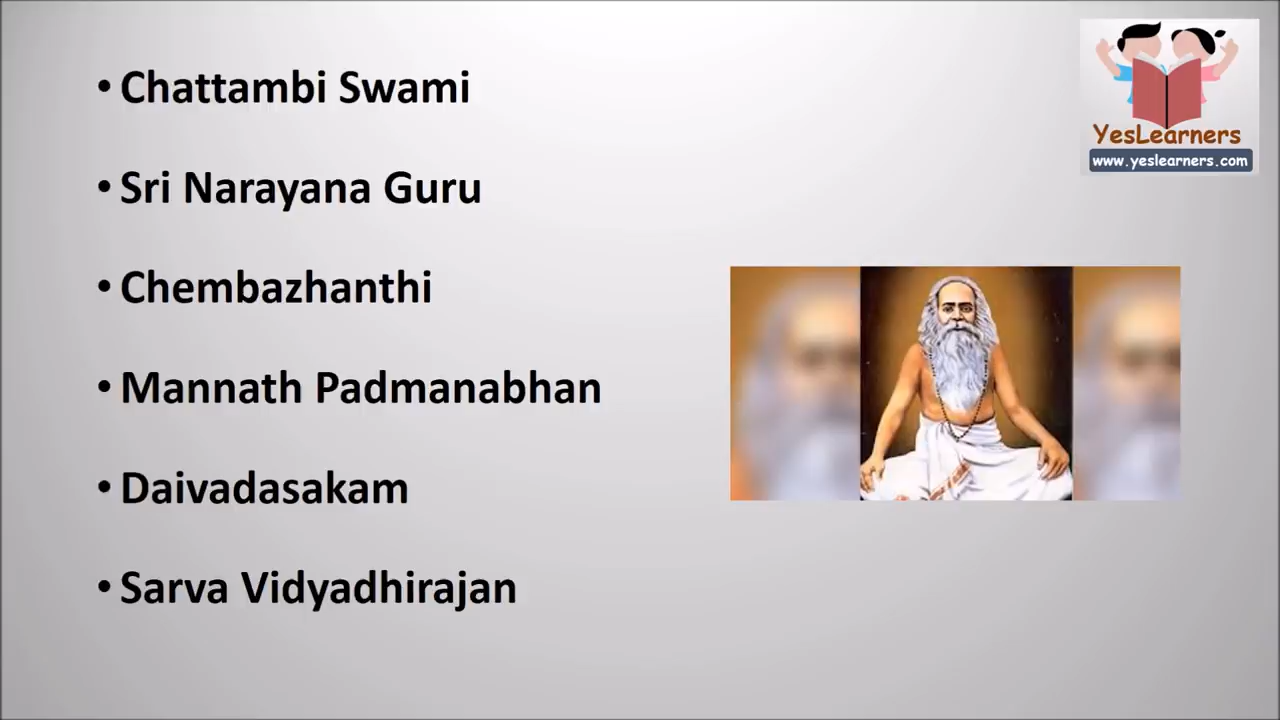 • Chattambi Swami
• Sri Narayana Guru
• Chembazhanthi
• Mannath Padmanabhan
• Daivadasakam
• Sarva Vidyadhirajan
YesLearners
www.yeslearners.com